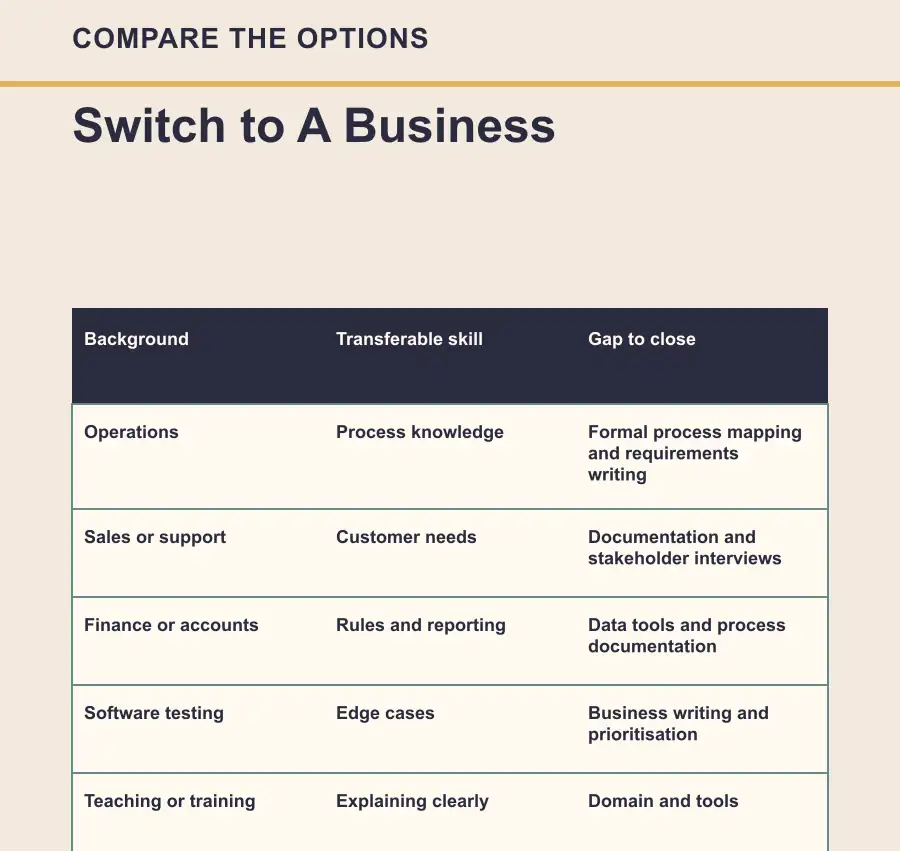 COMPARE THE OPTIONS
Switch to A Business
Background Transferable skill Gap to close
Operations Process knowledge Formal process mapping
and requirements
writing
Sales or support Customer needs Documentation and
stakeholder interviews
Finance or accounts Rules and reporting Data tools and process
documentation
Software testing Edge cases Business writing and
prioritisation
Teaching or training Explaining clearly Domain and tools